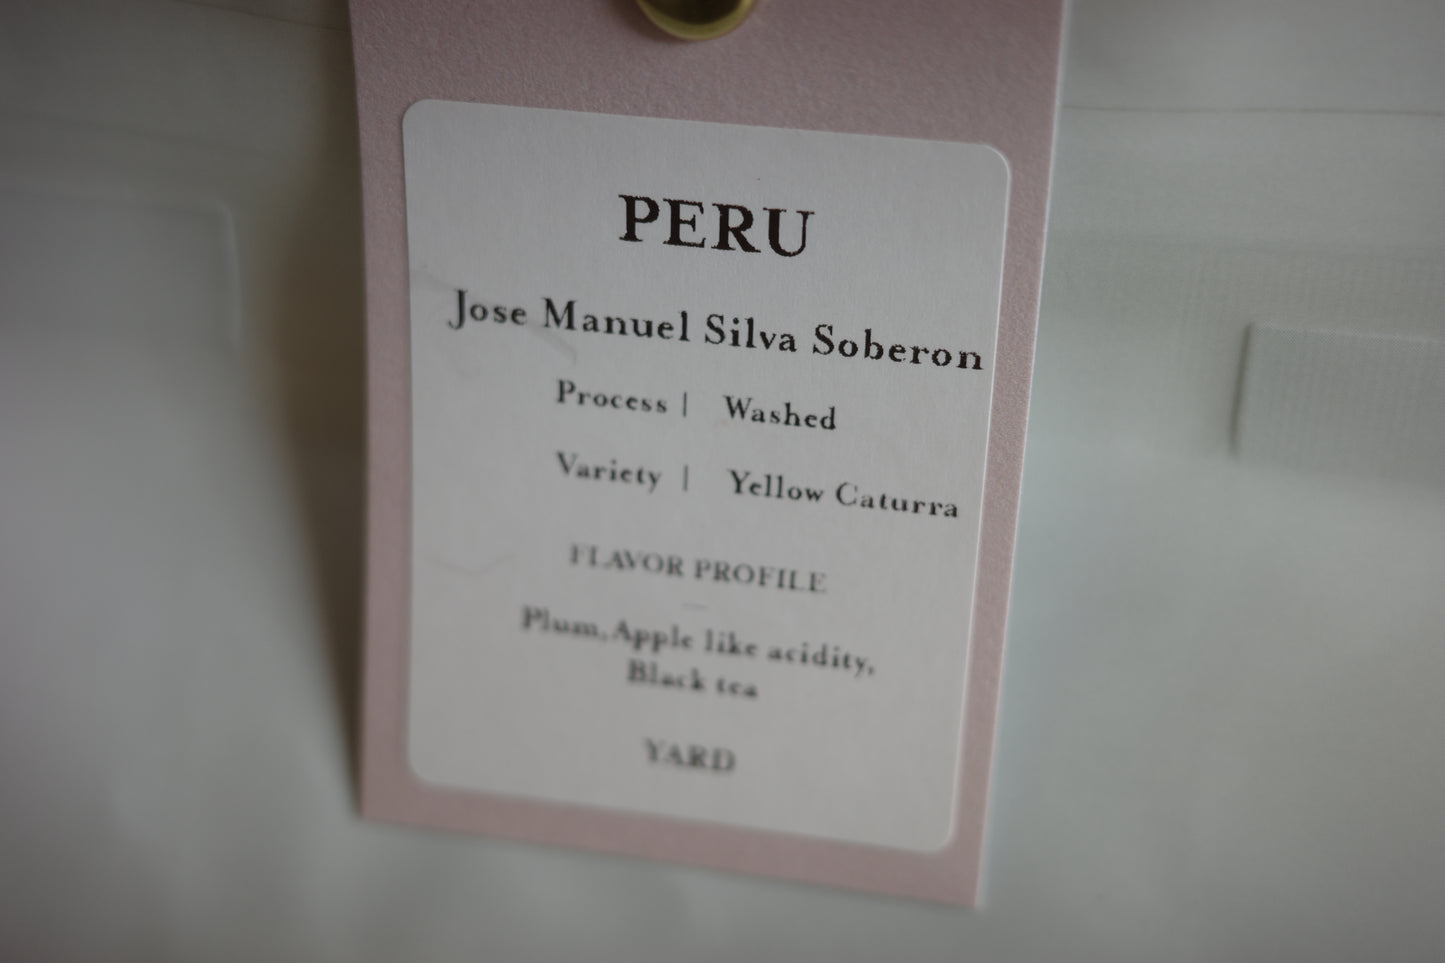 PERU
Jose Manuel Silva Soberon
Process | Washed
Variety | Yellow Caturra
FLAVOR PROFILE
Plum,Apple like acidity,
Black tea
YARD